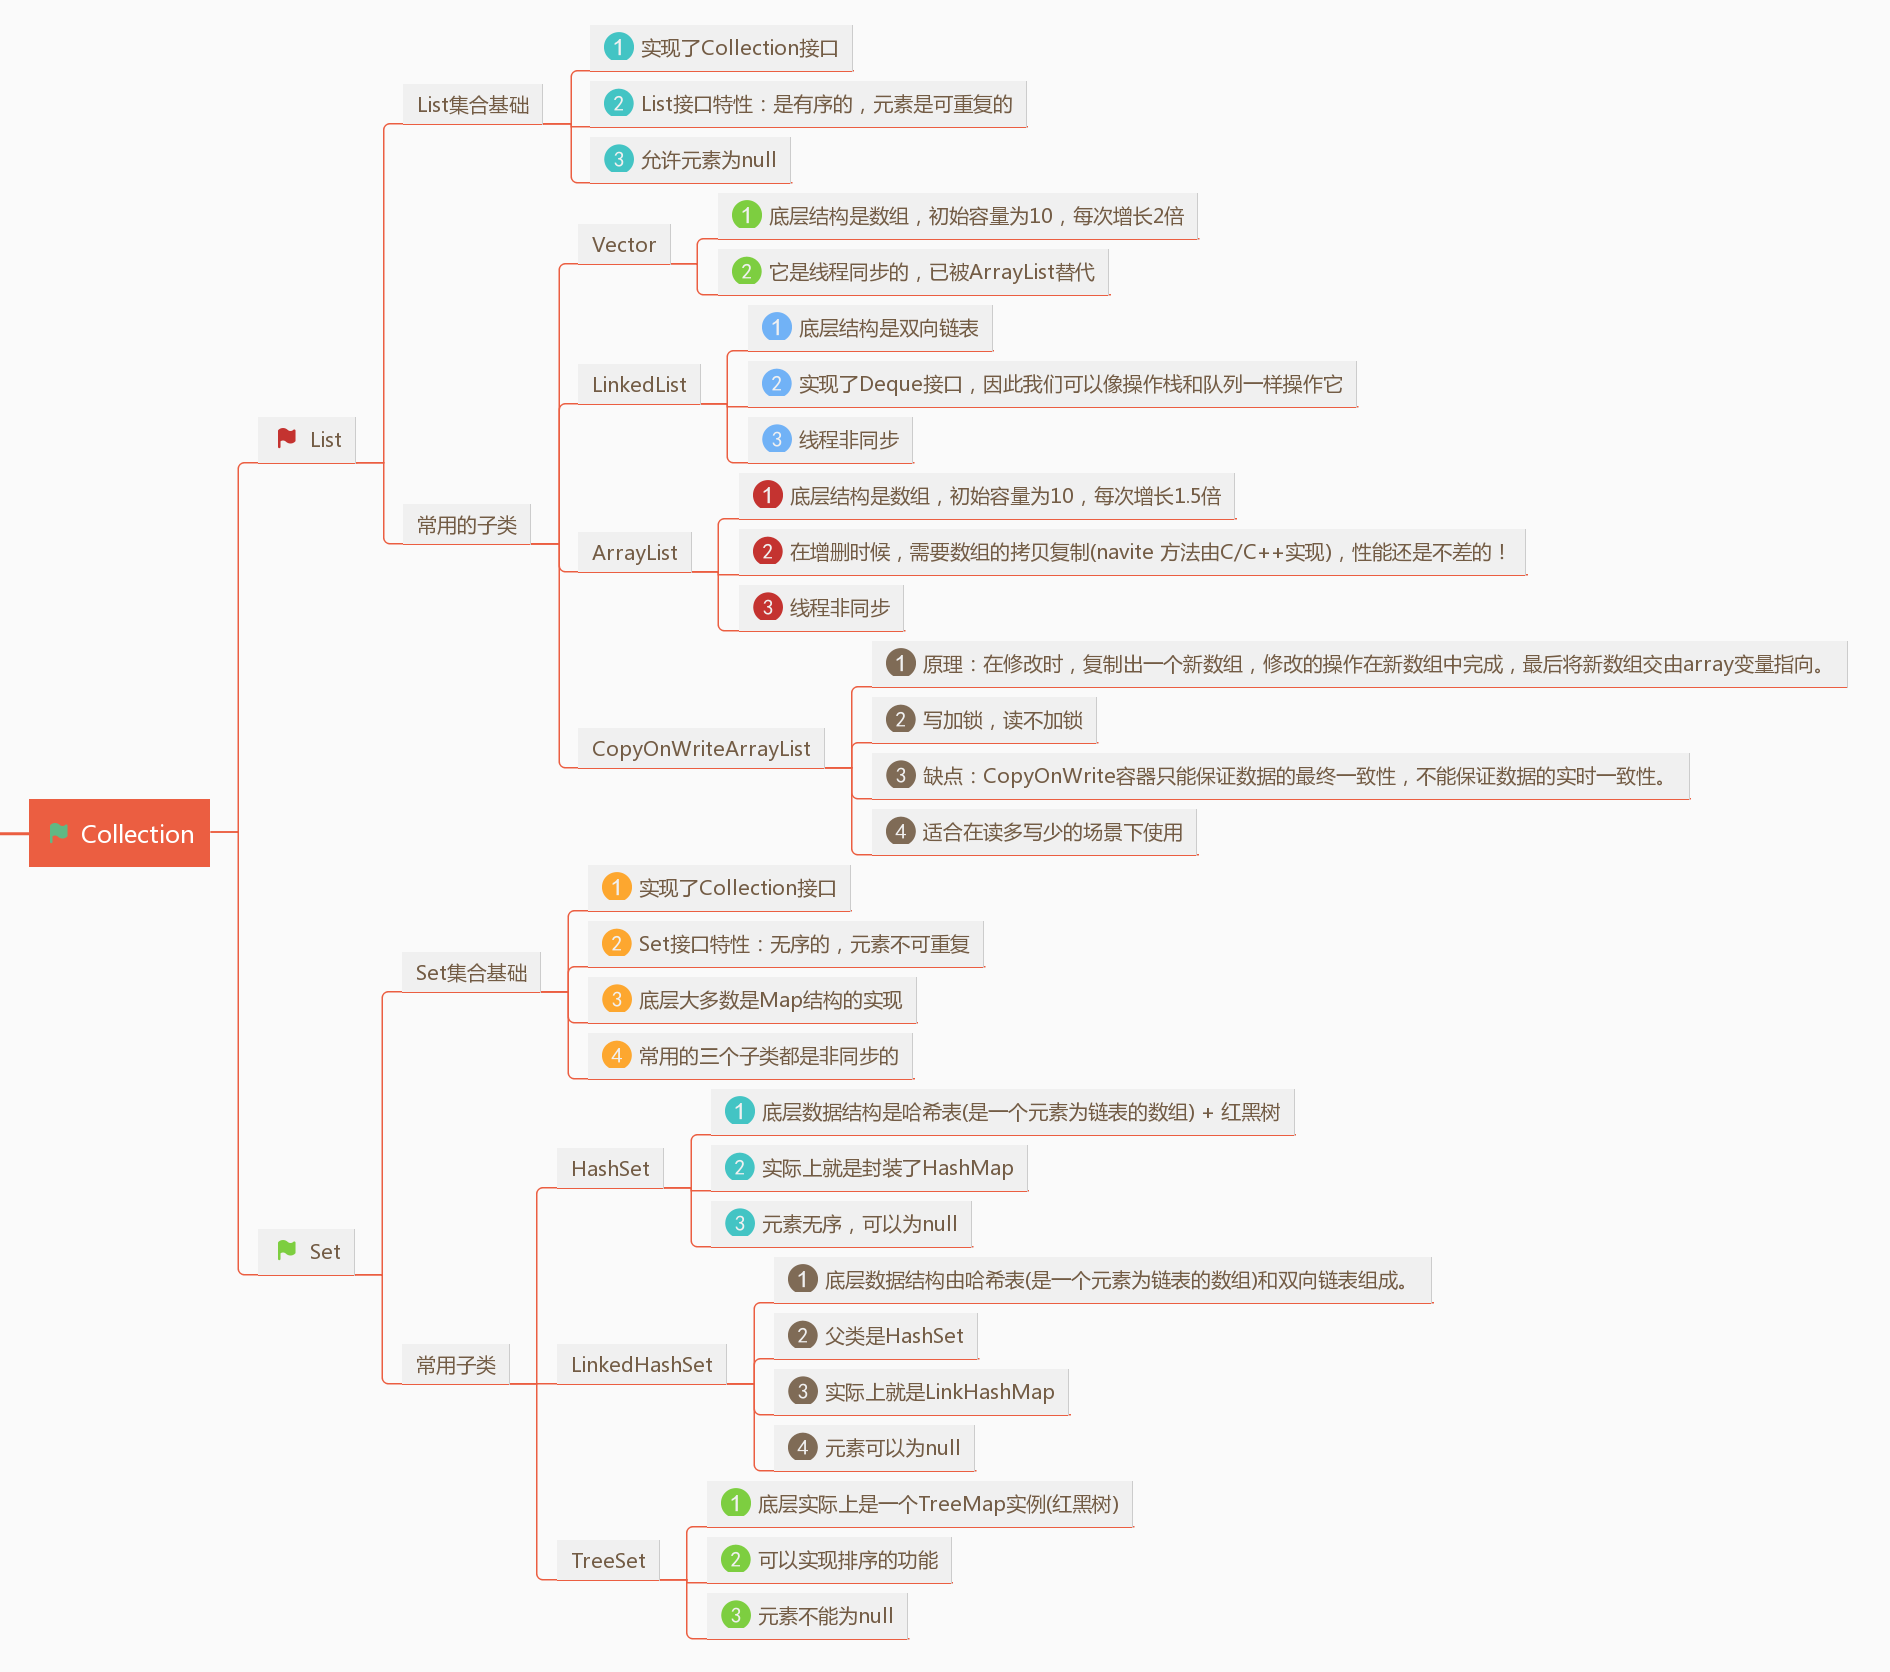 Collection
List
List集合基础
1 实现了Collection接口
2 List接口特性：是有序的，元素是可重复的
3 允许元素为null
常用的子类
Vector
1 底层结构是数组，初始容量为10，每次增长2倍
2 它是线程同步的，已被ArrayList替代
LinkedList
1 底层结构是双向链表
2 实现了Deque接口，因此我们可以像操作栈和队列一样操作它
3 线程非同步
ArrayList
1 底层结构是数组，初始容量为10，每次增长1.5倍
2 在增删时候，需要数组的拷贝复制(navite 方法由C/C++实现)，性能还是不差的！
3 线程非同步
CopyOnWriteArrayList
1 原理：在修改时，复制出一个新数组，修改的操作在新数组中完成，最后将新数组交由array变量指向。
2 写加锁，读不加锁
3 缺点：CopyOnWrite容器只能保证数据的最终一致性，不能保证数据的实时一致性。
4 适合在读多写少的场景下使用
Set
Set集合基础
1 实现了Collection接口
2 Set接口特性：无序的，元素不可重复
3 底层大多数是Map结构的实现
4 常用的三个子类都是非同步的
常用子类
HashSet
1 底层数据结构是哈希表(是一个元素为链表的数组) + 红黑树
2 实际上就是封装了HashMap
3 元素无序，可以为null
LinkedHashSet
1 底层数据结构由哈希表(是一个元素为链表的数组)和双向链表组成。
2 父类是HashSet
3 实际上就是LinkHashMap
4 元素可以为null
TreeSet
1 底层实际上是一个TreeMap实例(红黑树)
2 可以实现排序的功能
3 元素不能为null